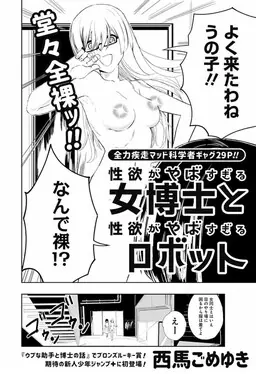 よく来たわね
うの子!!
堂々全裸ッ!!
全力疾走マッド科学者ギャグ29P!!
性欲がやばすぎる
女博士と
性欲がやばすぎる
ロボット
なんで裸!?
えー
『ウブな助手と博士の話』でブロンズルーキー賞!
期待の新人少年ジャンプ+に初登場!
西馬ごめゆき